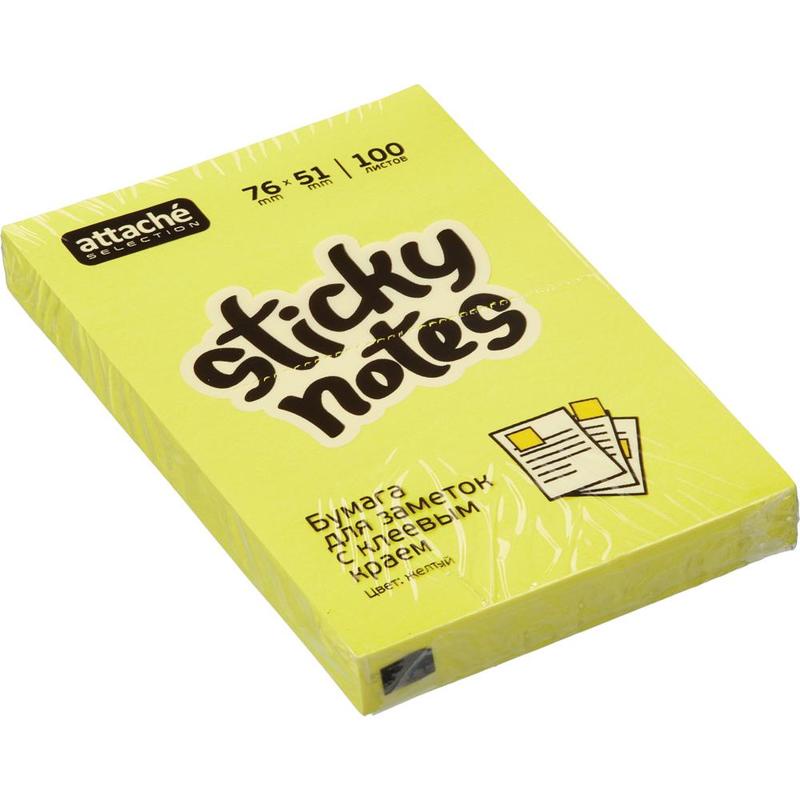 76 mm × 51 mm | 100 листов
attaché
SELECTION
sticky
notes
Бумага
для заметок
с клеевым
краем
Цвет: желтый